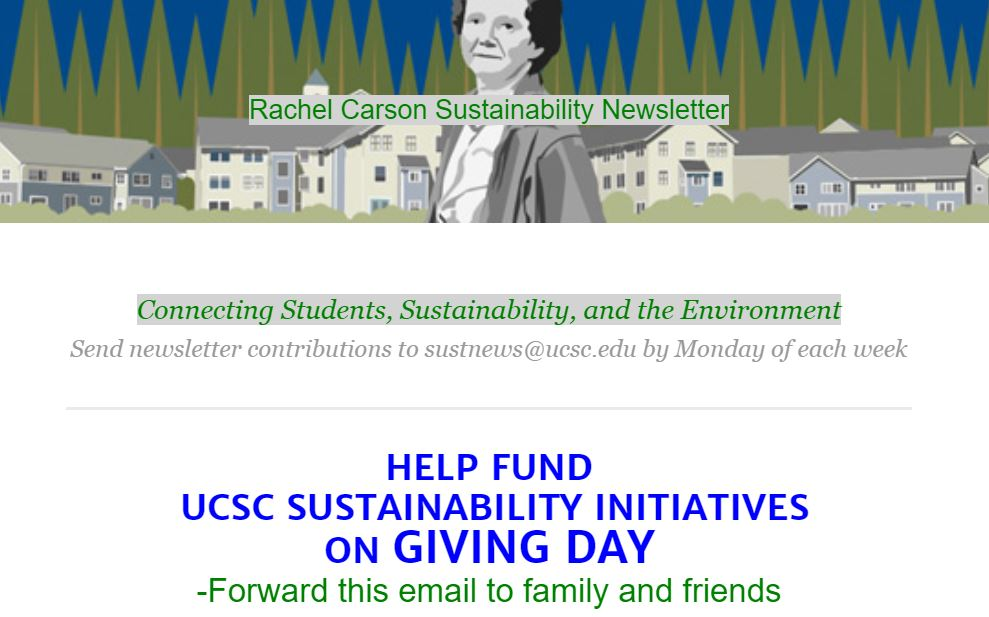 Rachel Carson Sustainability Newsletter
Connecting Students, Sustainability, and the Environment
Send newsletter contributions to sustnews@ucsc.edu by Monday of each week
HELP FUND
UCSC SUSTAINABILITY INITIATIVES
ON GIVING DAY
-Forward this email to family and friends